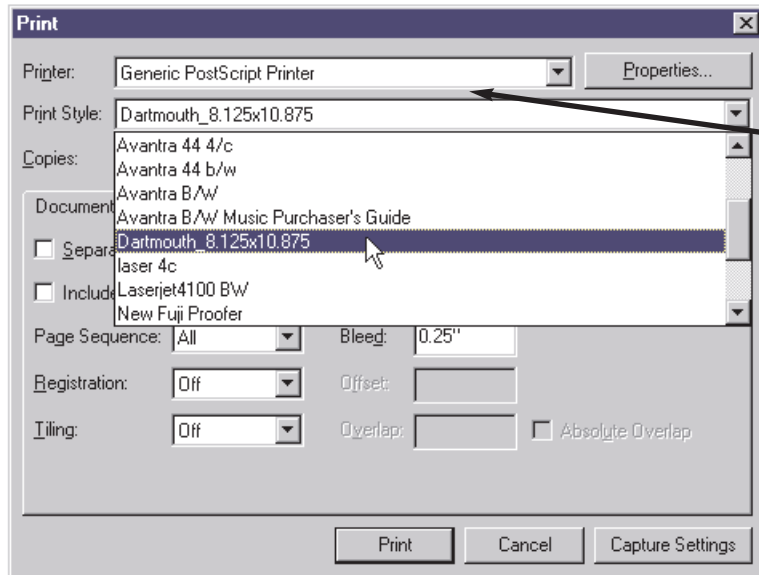 Print
Printer: Generic PostScript Printer Properties...
Print Style: Dartmouth_8.125x10.875
Copies:
Avantra 44 4/c
Avantra 44 b/w
Avantra B/W
Document
Avantra B/W Music Purchaser's Guide
Separa
Dartmouth_8.125x10.875
laser 4c
Include
Laserjet4100 BW
New Fuji Proofer
Page Sequence: All Bleed: 0.25"
Registration: Off Offset:
Tiling: Off Overlap: Absolute Overlap
Print Cancel Capture Settings